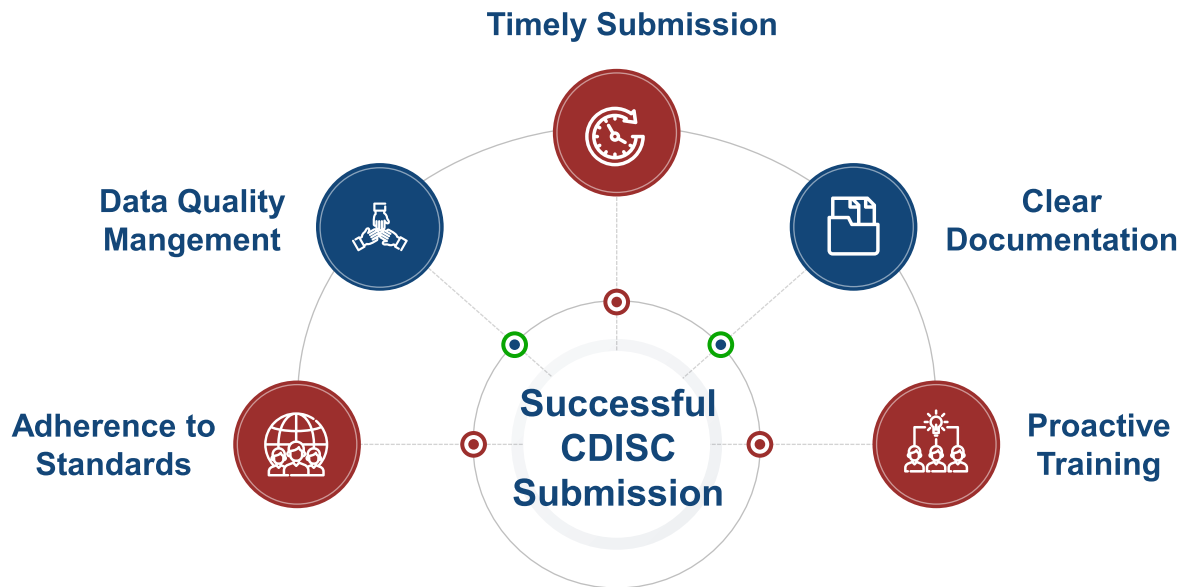 Timely Submission
Data Quality
Mangement
Clear
Documentation
Adherence to
Standards
Successful
CDISC
Submission
Proactive
Training